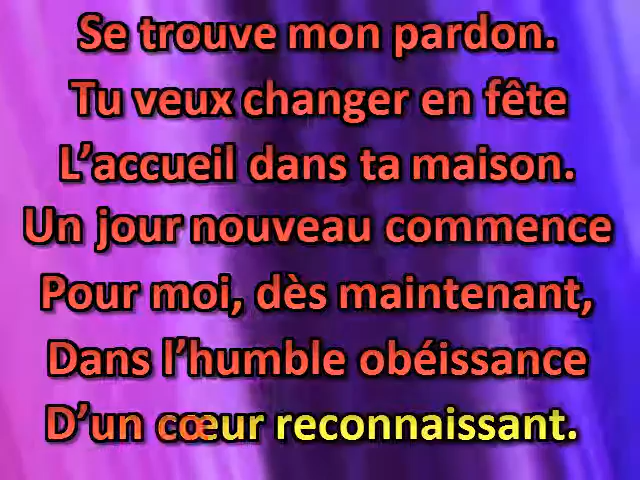 Se trouve mon pardon.
Tu veux changer en fête
L’accueil dans ta maison.
Un jour nouveau commence
Pour moi, dès maintenant,
Dans l’humble obéissance
D’un cœur reconnaissant.